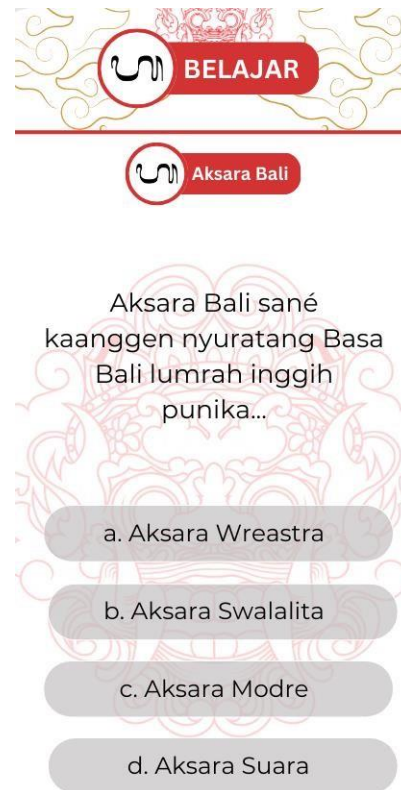 ᬩ BELAJAR
ᬩ Aksara Bali
Aksara Bali sané
kaanggen nyuratang Basa
Bali lumrah inggih
punika...
a. Aksara Wreastra
b. Aksara Swalalita
c. Aksara Modre
d. Aksara Suara